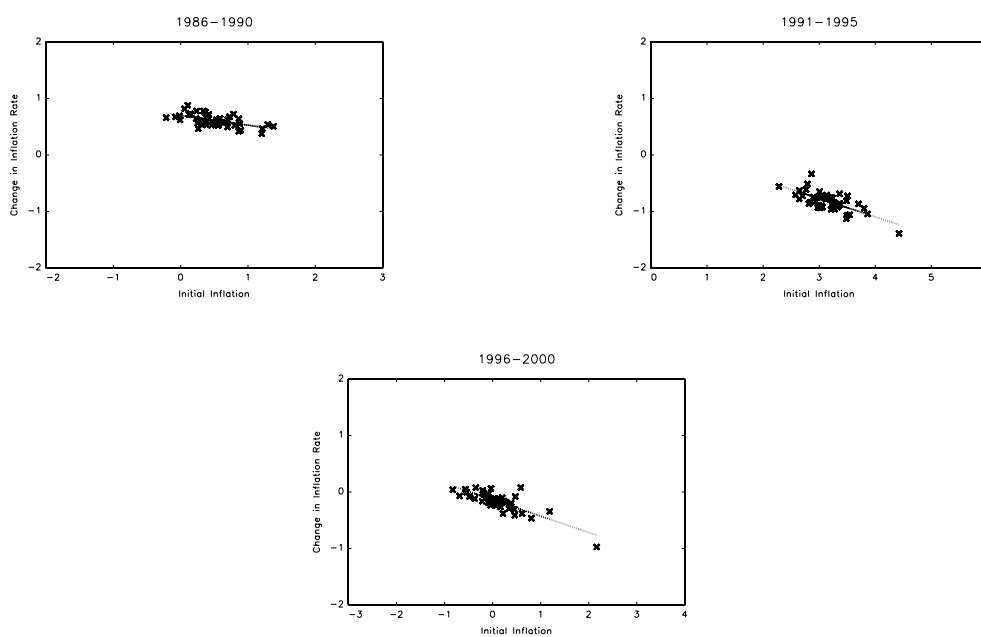 1986−1990
2
1
0
−1
−2
Change in Inflation Rate
−2 −1 0 1 2 3
Initial Inflation
1991−1995
2
1
0
−1
−2
Change in Inflation Rate
0 1 2 3 4 5
Initial Inflation
1996−2000
2
1
0
−1
−2
Change in Inflation Rate
−3 −2 −1 0 1 2 3 4
Initial Inflation